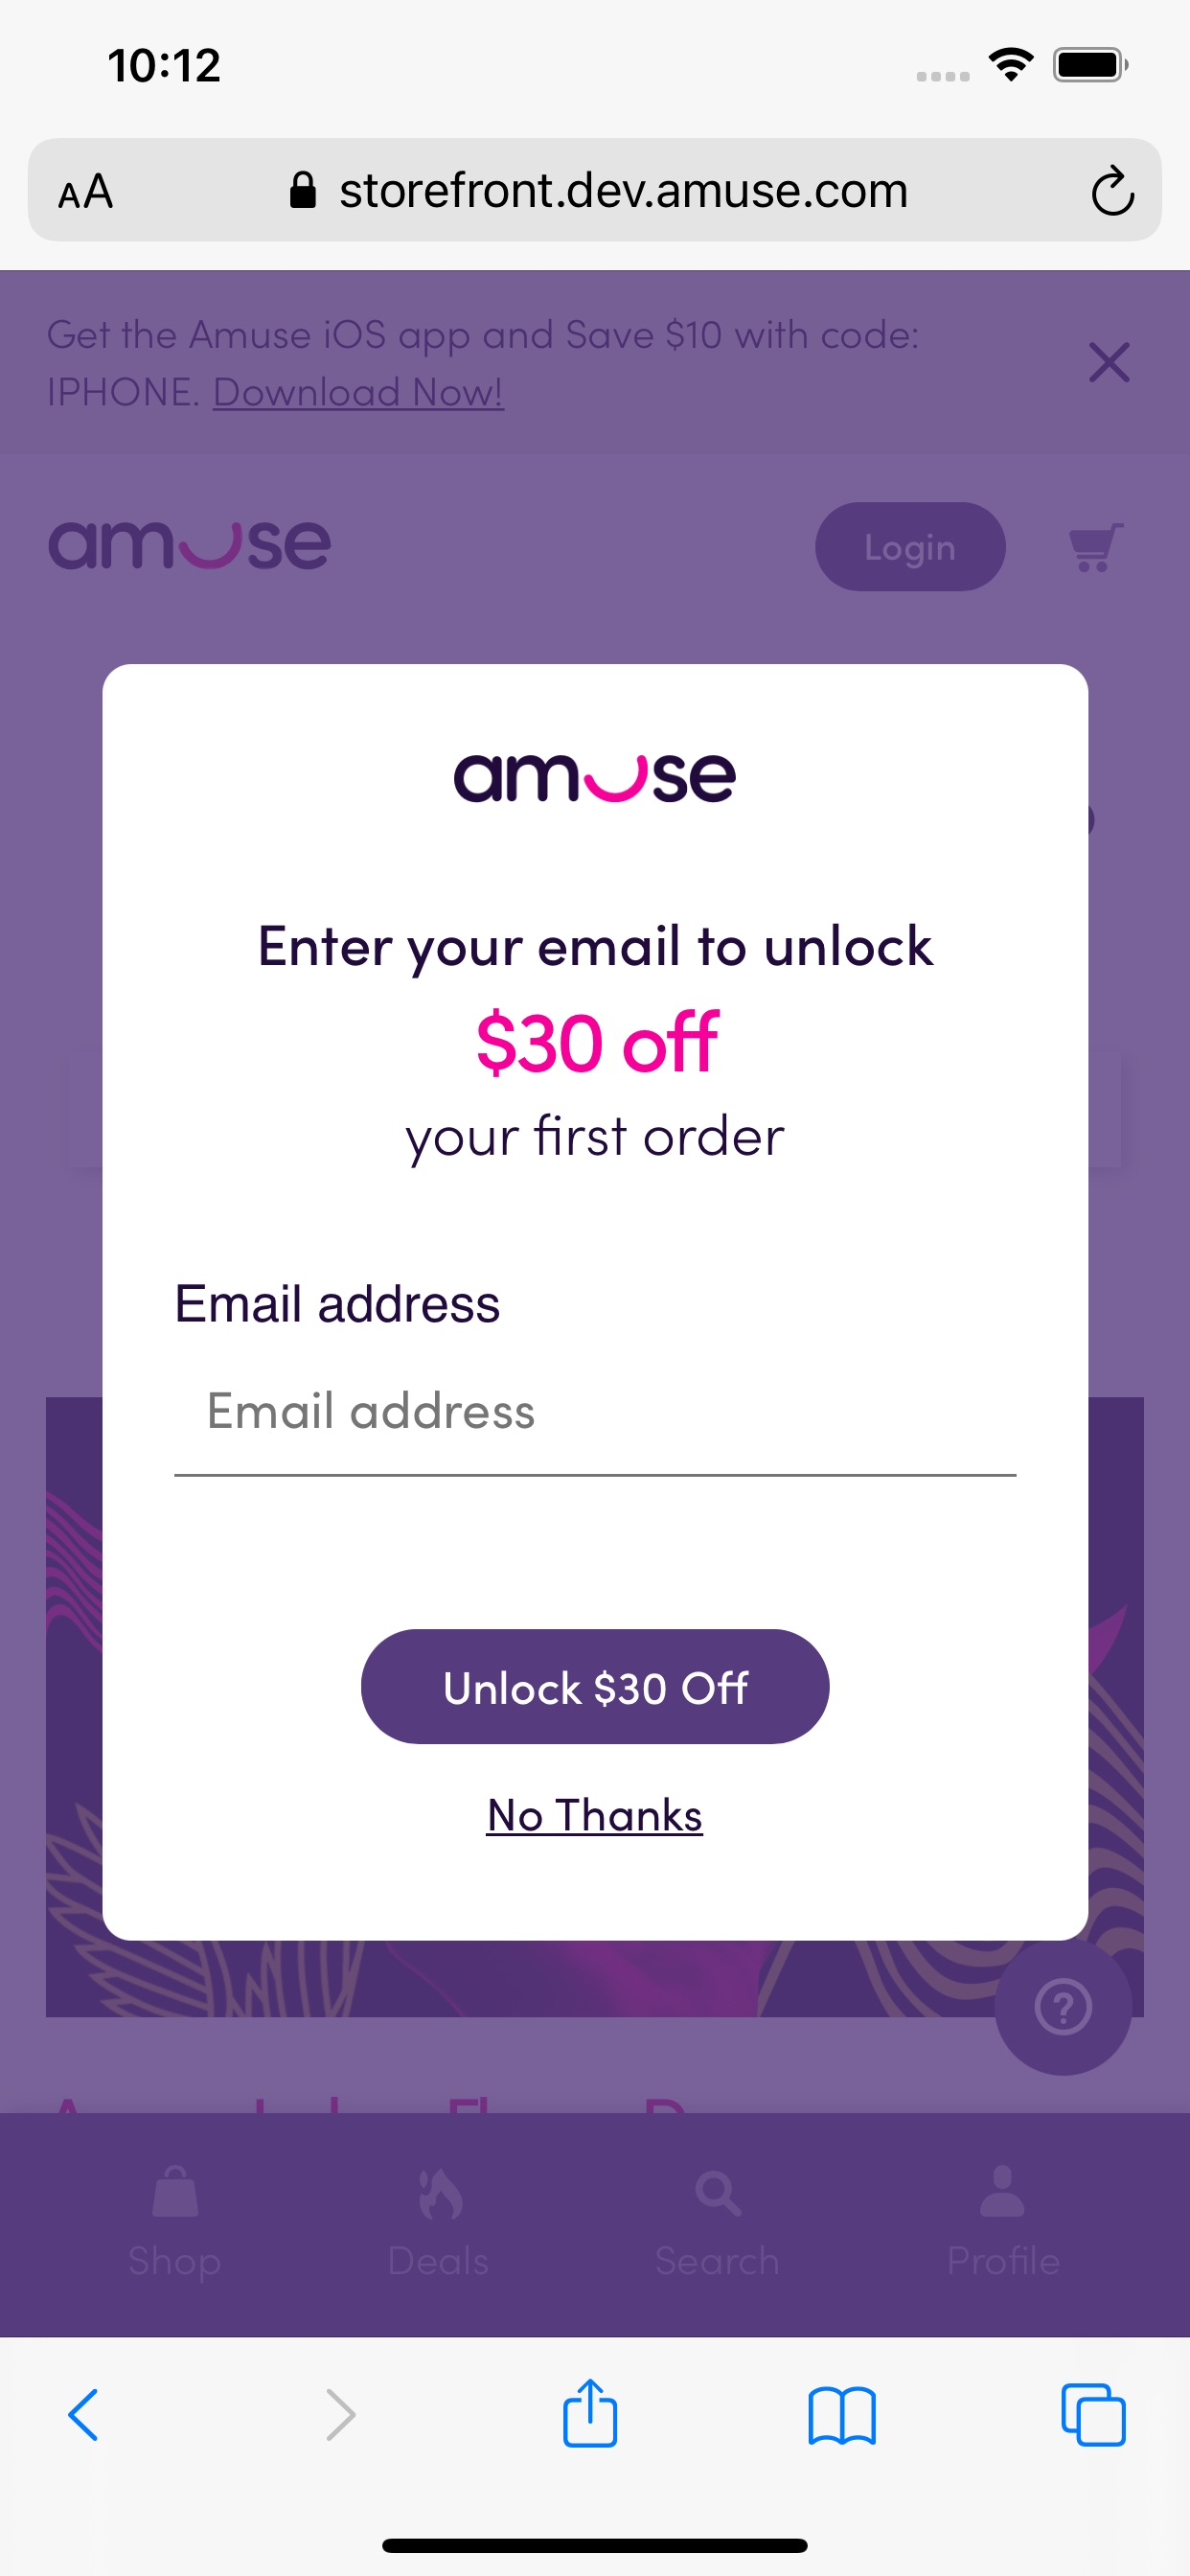 10:12
AA storefront.dev.amuse.com
Get the Amuse iOS app and Save $10 with code:
IPHONE. Download Now!
amuse Login
amuse
Enter your email to unlock
$30 off
your first order
Email address
Email address
Unlock $30 Off
No Thanks
?
Shop Deals Search Profile